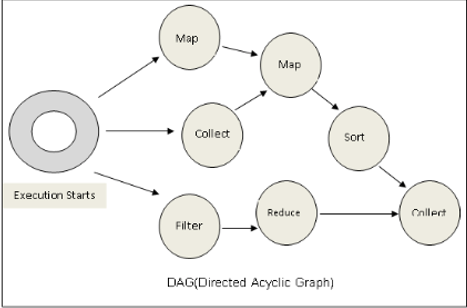 Map
Map
Collect
Sort
Execution Starts
Filter
Reduce
Collect
DAG(Directed Acyclic Graph)